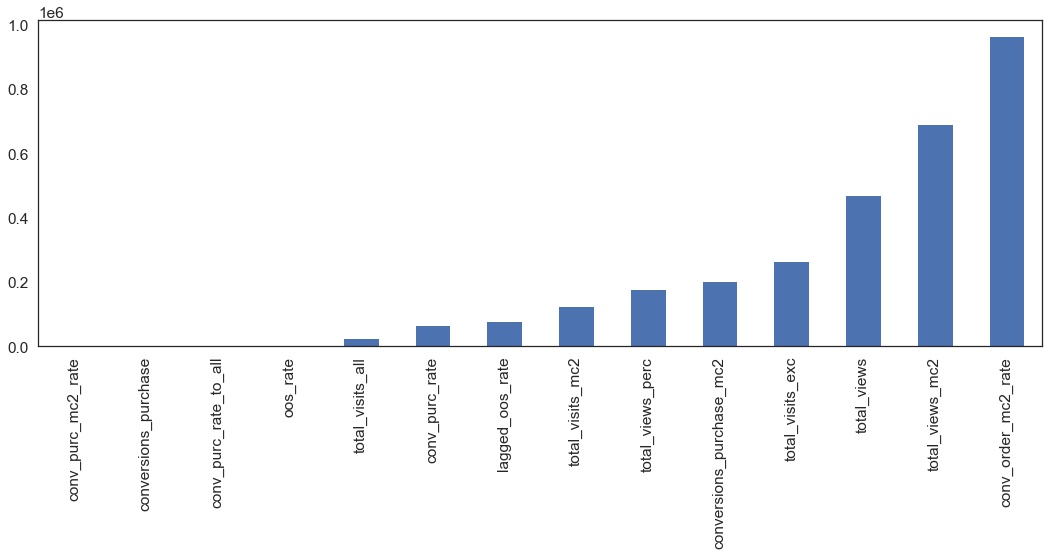 1e6
1.0
0.8
0.6
0.4
0.2
0.0
conv_purc_mc2_rate
conversions_purchase
conv_purc_rate_to_all
oos_rate
total_visits_all
conv_purc_rate
lagged_oos_rate
total_visits_mc2
total_views_perc
conversions_purchase_mc2
total_visits_exc
total_views
total_views_mc2
conv_order_mc2_rate